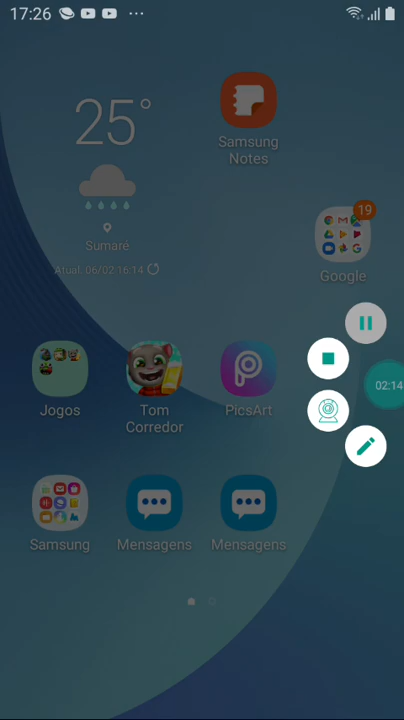 17:26
25°
Sumaré
Atual. 06/02 16:14
Samsung
Notes
19
Google
02:14
Jogos
Tom
Corredor
PicsArt
Samsung
Mensagens
Mensagens